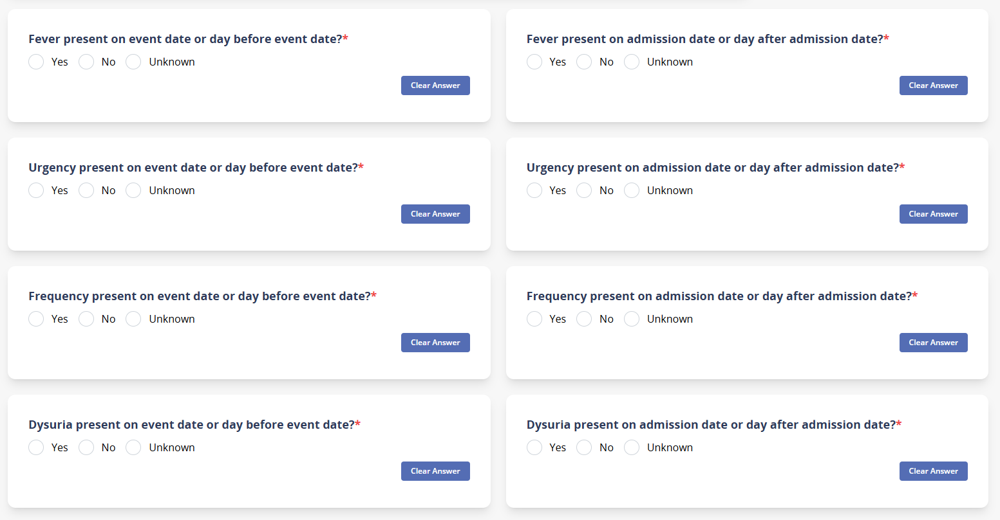 Fever present on event date or day before event date?*
Yes No Unknown
Clear Answer
Fever present on admission date or day after admission date?*
Yes No Unknown
Clear Answer
Urgency present on event date or day before event date?*
Yes No Unknown
Clear Answer
Urgency present on admission date or day after admission date?*
Yes No Unknown
Clear Answer
Frequency present on event date or day before event date?*
Yes No Unknown
Clear Answer
Frequency present on admission date or day after admission date?*
Yes No Unknown
Clear Answer
Dysuria present on event date or day before event date?*
Yes No Unknown
Clear Answer
Dysuria present on admission date or day after admission date?*
Yes No Unknown
Clear Answer